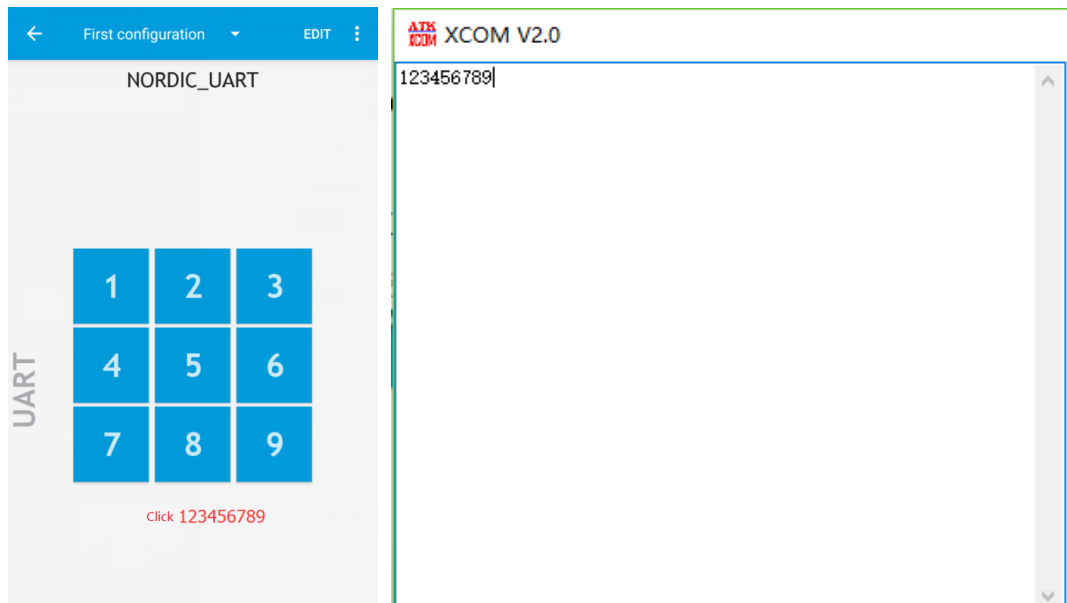 First configuration EDIT
NORDIC_UART
1 2 3
4 5 6
7 8 9
UART
Click 123456789
ATK XCOM XCOM V2.0
123456789